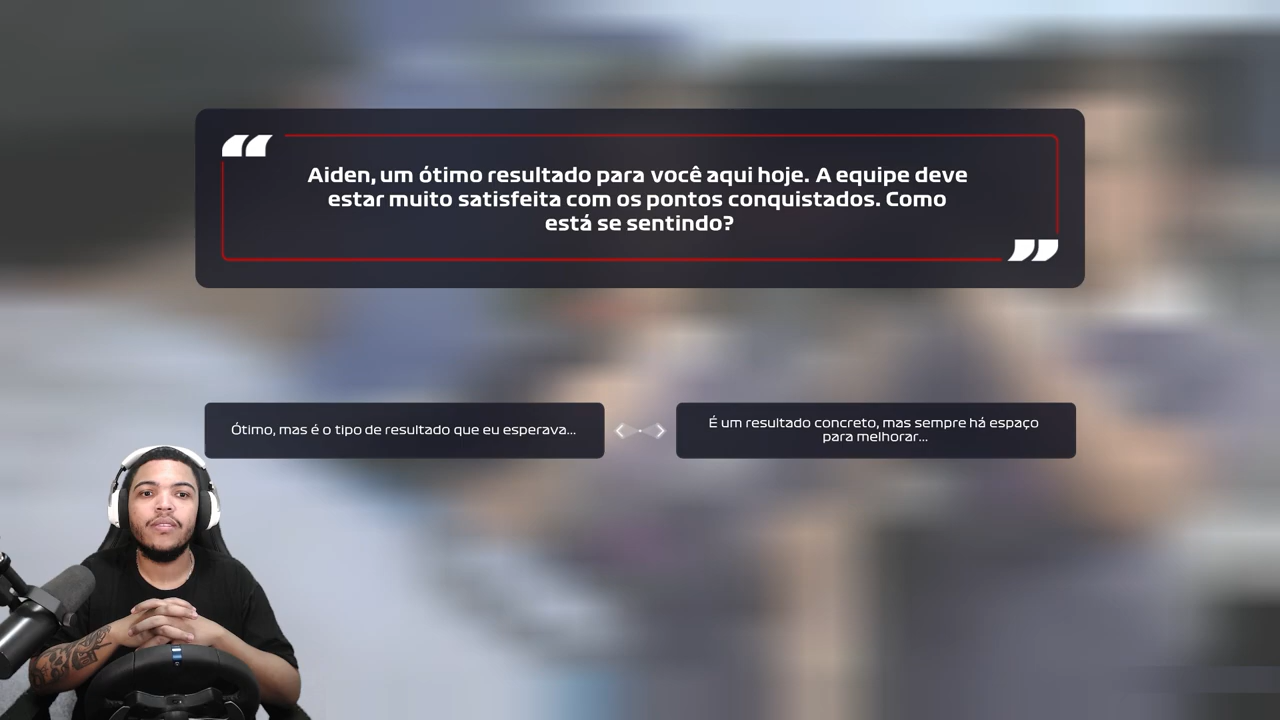 Aiden, um ótimo resultado para você aqui hoje. A equipe deve
estar muito satisfeita com os pontos conquistados. Como
está se sentindo?
Ótimo, mas é o tipo de resultado que eu esperava...
É um resultado concreto, mas sempre há espaço
para melhorar...